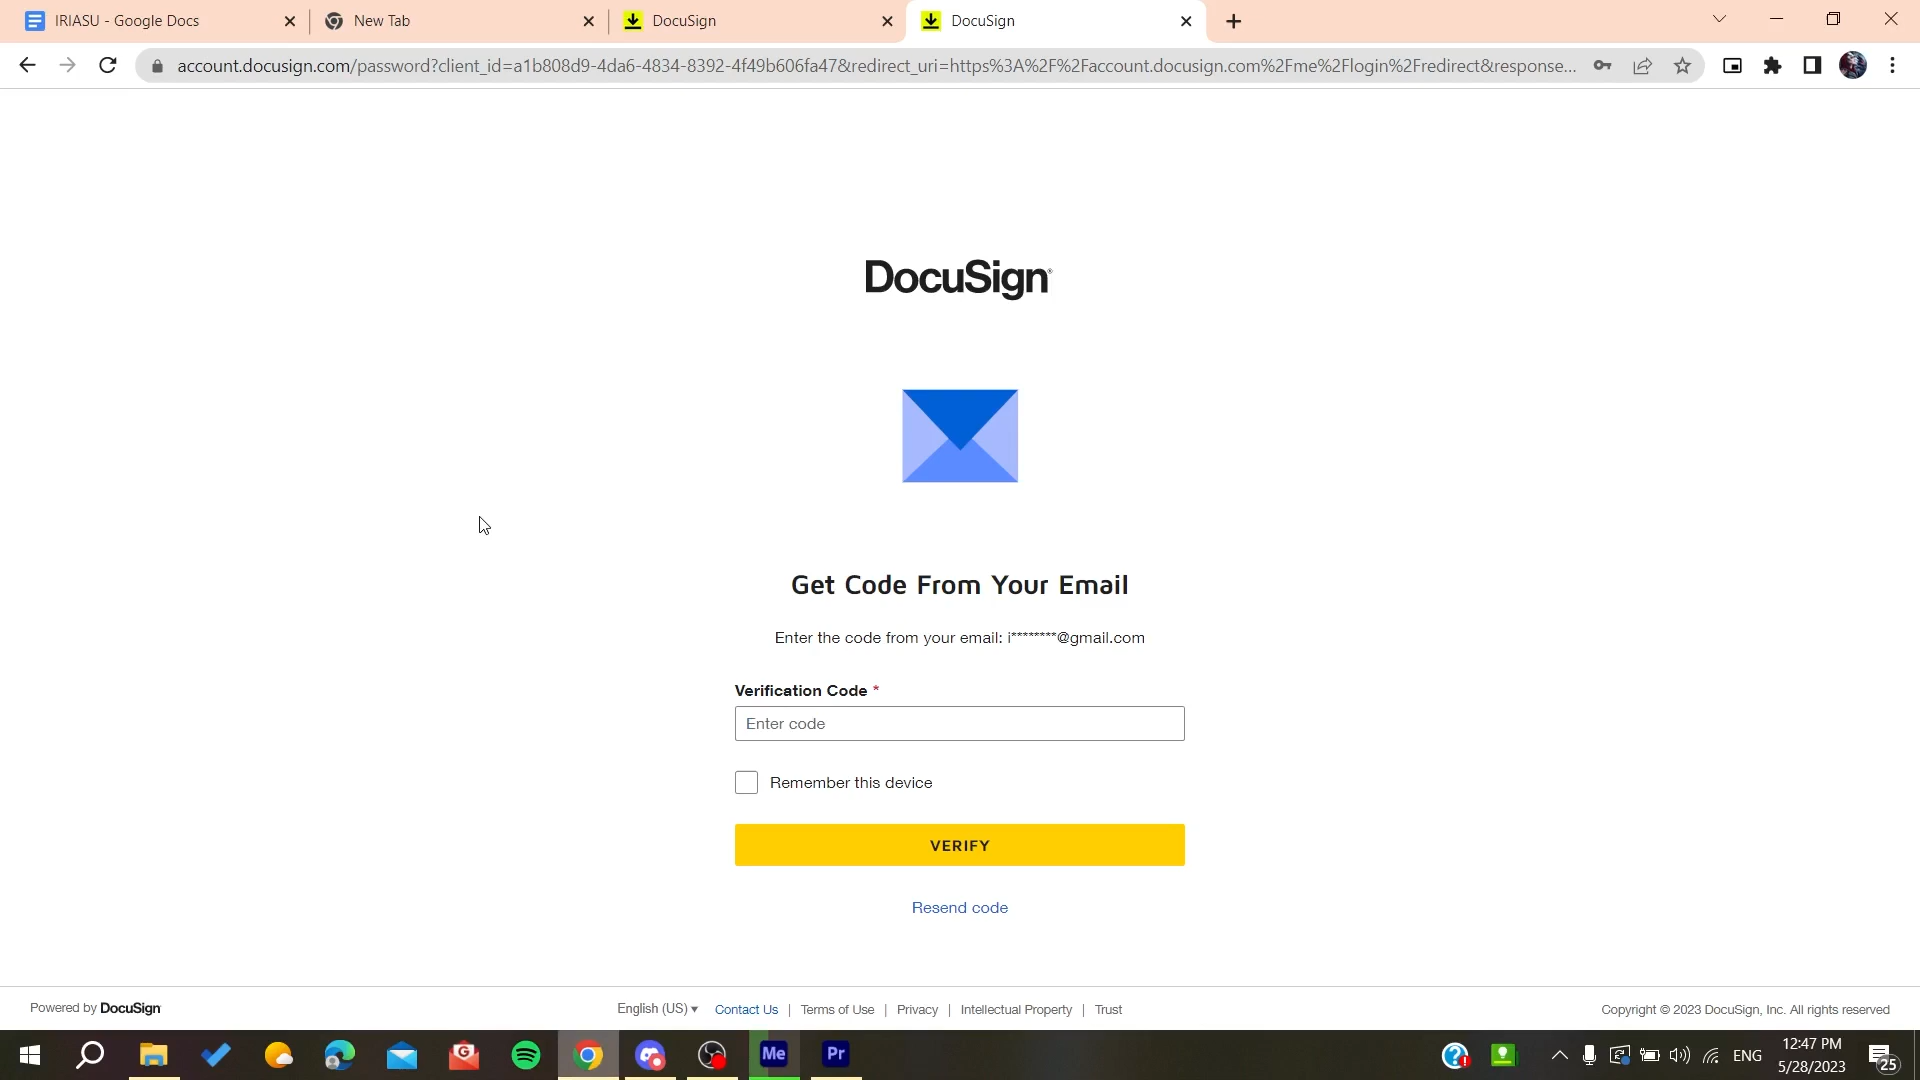 IRIASU - Google Docs
New Tab
DocuSign
DocuSign
account.docusign.com/password?client_id=a1b808d9-4da6-4834-8392-4f49b606fa47&redirect_uri=https%3A%2F%2Faccount.docusign.com%2Fme%2Flogin%2Fredirect&response...
DocuSign
Get Code From Your Email
Enter the code from your email: i********@gmail.com
Verification Code *
Enter code
Remember this device
VERIFY
Resend code
Powered by DocuSign
English (US) ▾ Contact Us | Terms of Use | Privacy | Intellectual Property | Trust
Copyright © 2023 DocuSign, Inc. All rights reserved
G
Me
Pr
ENG
12:47 PM
5/28/2023
25